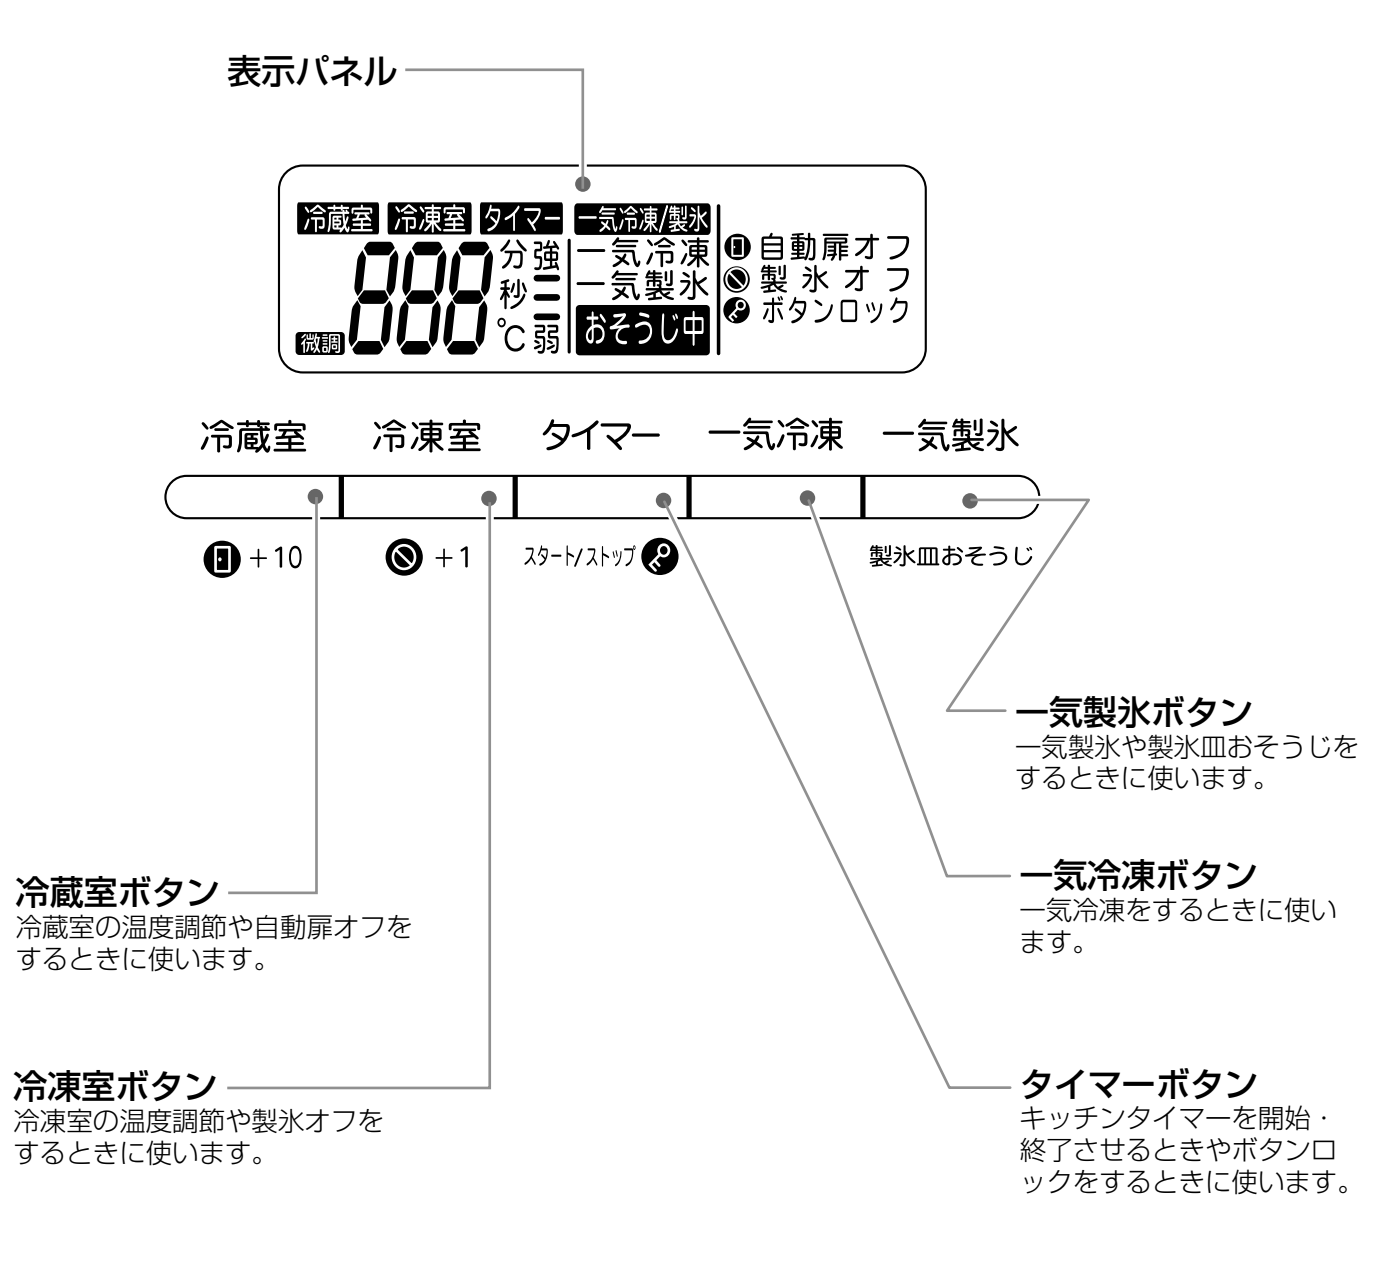 表示パネル
冷蔵室 冷凍室 タイマー 一気冷凍/製氷
888 分 秒 ℃ 強 弱
微調
一気冷凍
一気製氷
おそうじ中
自動扉オフ
製氷オフ
ボタンロック
冷蔵室 冷凍室 タイマー 一気冷凍 一気製氷
+10 +1 スタート/ストップ 製氷皿おそうじ
一気製氷ボタン
一気製氷や製氷皿おそうじを
するときに使います。
一気冷凍ボタン
一気冷凍をするときに使い
ます。
冷蔵室ボタン
冷蔵室の温度調節や自動扉オフを
するときに使います。
冷凍室ボタン
冷凍室の温度調節や製氷オフを
するときに使います。
タイマーボタン
キッチンタイマーを開始・
終了させるときやボタンロ
ックをするときに使います。